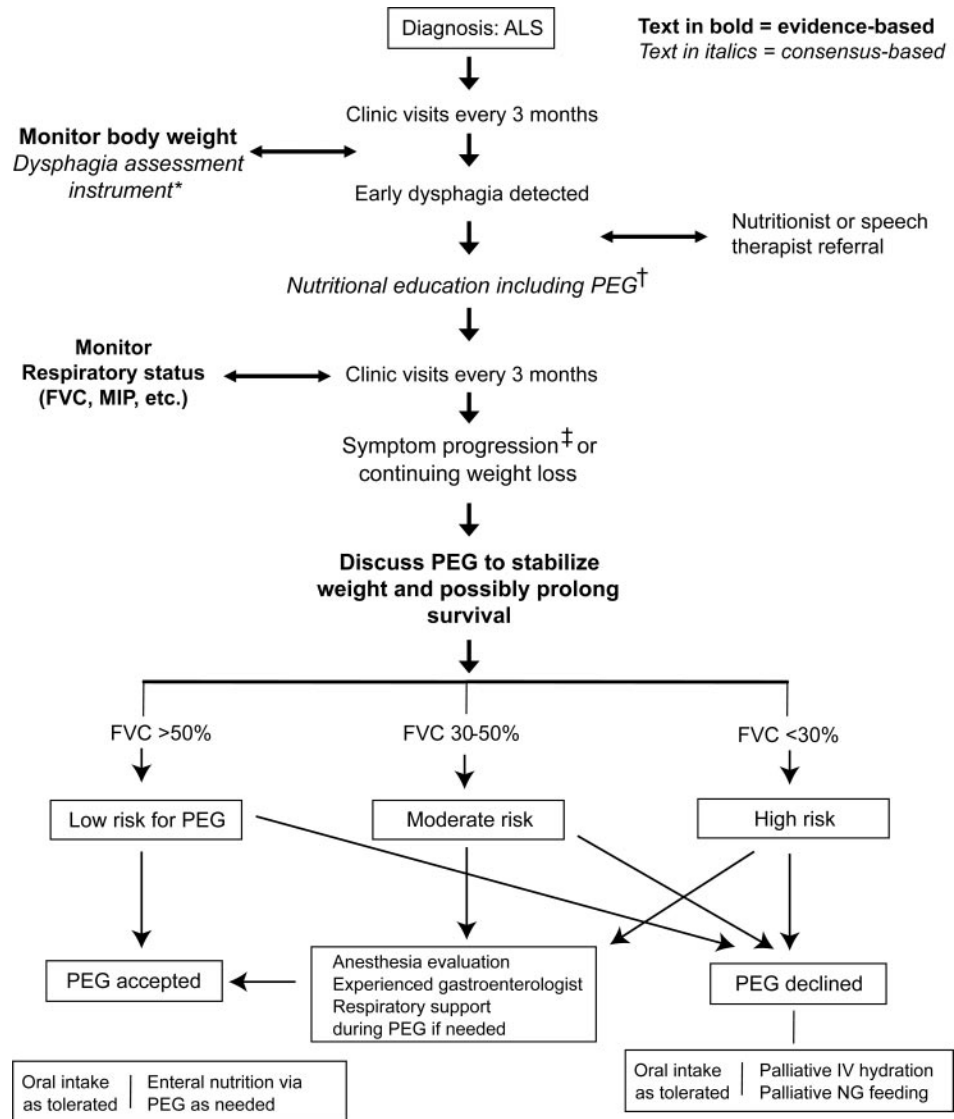 Diagnosis: ALS
Text in bold = evidence-based
Text in italics = consensus-based
Clinic visits every 3 months
Monitor body weight
Dysphagia assessment
instrument*
Early dysphagia detected
Nutritionist or speech
therapist referral
Nutritional education including PEG†
Monitor
Respiratory status
(FVC, MIP, etc.)
Clinic visits every 3 months
Symptom progression‡ or
continuing weight loss
Discuss PEG to stabilize
weight and possibly prolong
survival
FVC >50%
FVC 30-50%
FVC <30%
Low risk for PEG
Moderate risk
High risk
PEG accepted
Anesthesia evaluation
Experienced gastroenterologist
Respiratory support
during PEG if needed
PEG declined
Oral intake
as tolerated
Enteral nutrition via
PEG as needed
Oral intake
as tolerated
Palliative IV hydration
Palliative NG feeding